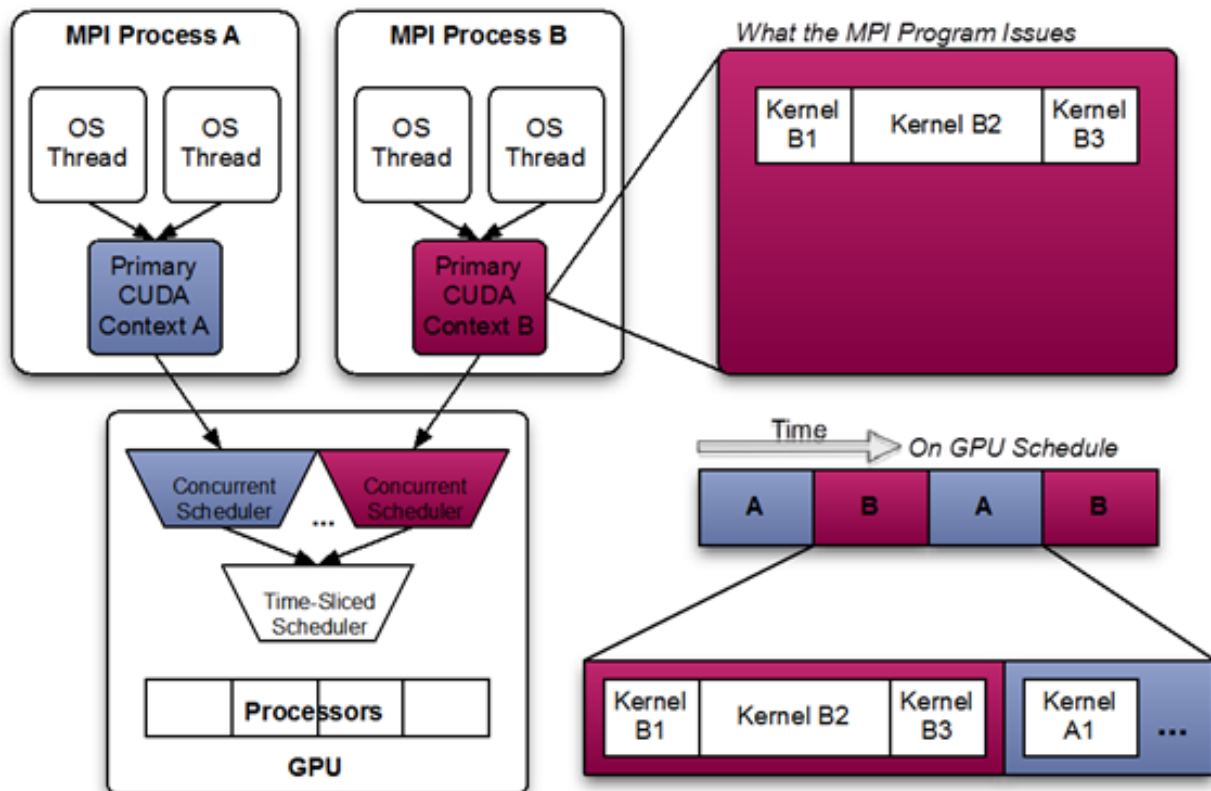 MPI Process A
OS
Thread
OS
Thread
Primary
CUDA
Context A
MPI Process B
OS
Thread
OS
Thread
Primary
CUDA
Context B
What the MPI Program Issues
Kernel
B1
Kernel B2
Kernel
B3
Concurrent
Scheduler
...
Concurrent
Scheduler
Time-Sliced
Scheduler
Processors
GPU
Time
On GPU Schedule
A
B
A
B
Kernel
B1
Kernel B2
Kernel
B3
Kernel
A1
...